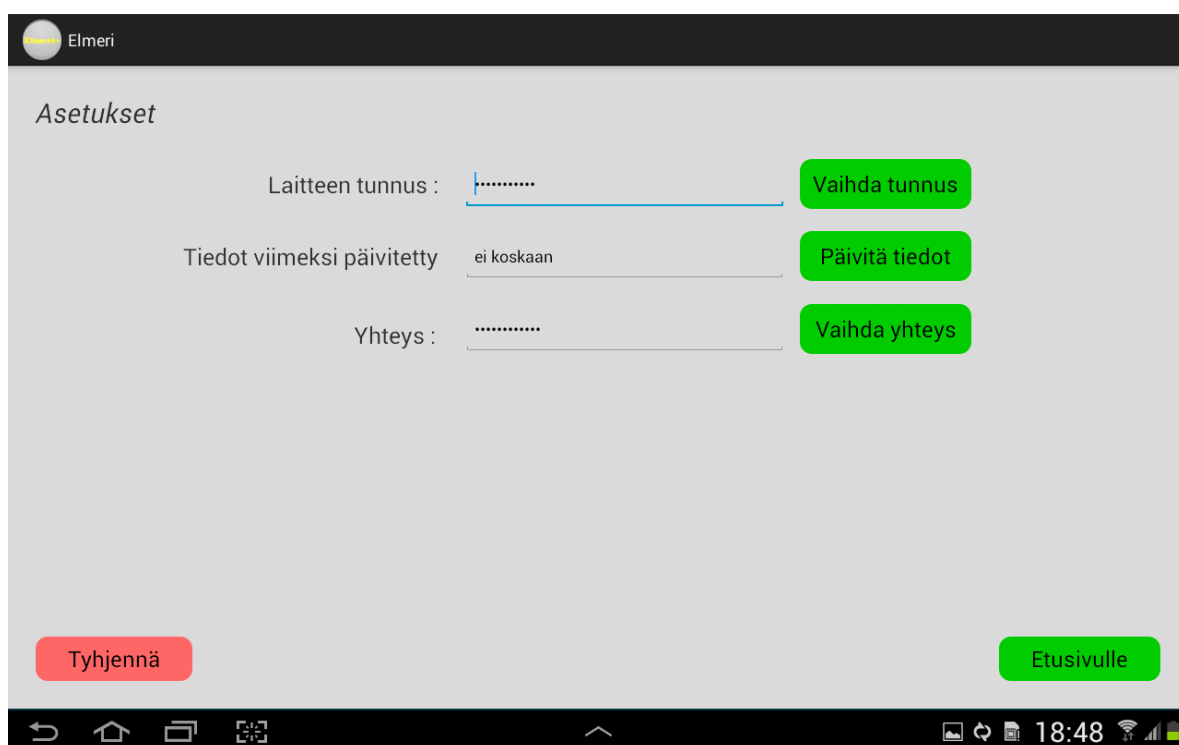 Elmeri+ Elmeri
Asetukset
Laitteen tunnus : ••••••••••• Vaihda tunnus
Tiedot viimeksi päivitetty ei koskaan Päivitä tiedot
Yhteys : •••••••••••• Vaihda yhteys
Tyhjennä Etusivulle
18:48